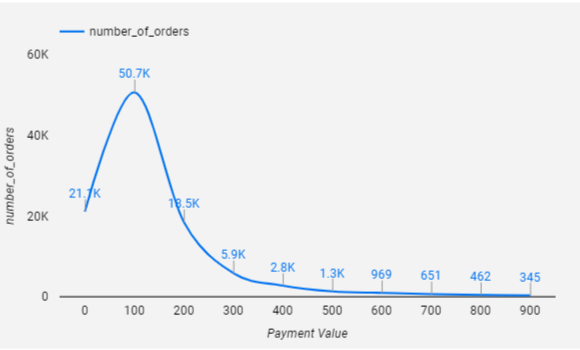 number_of_orders
60K
40K
20K
0
number_of_orders
21.1K
50.7K
18.5K
5.9K
2.8K
1.3K
969
651
462
345
0 100 200 300 400 500 600 700 800 900
Payment Value